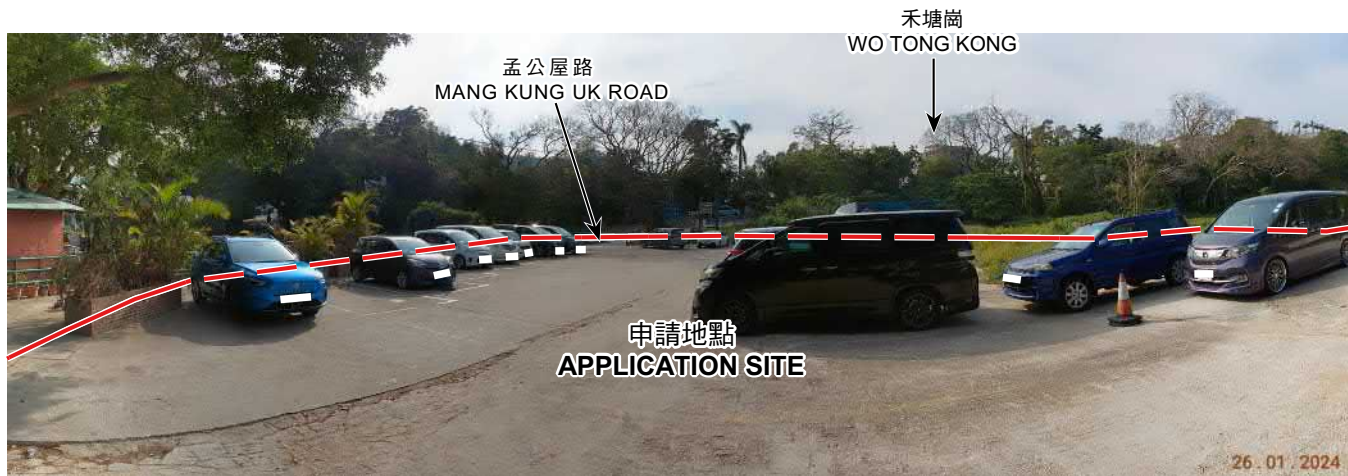 禾塘崗
WO TONG KONG
孟公屋路
MANG KUNG UK ROAD
申請地點
APPLICATION SITE
26.01.2024